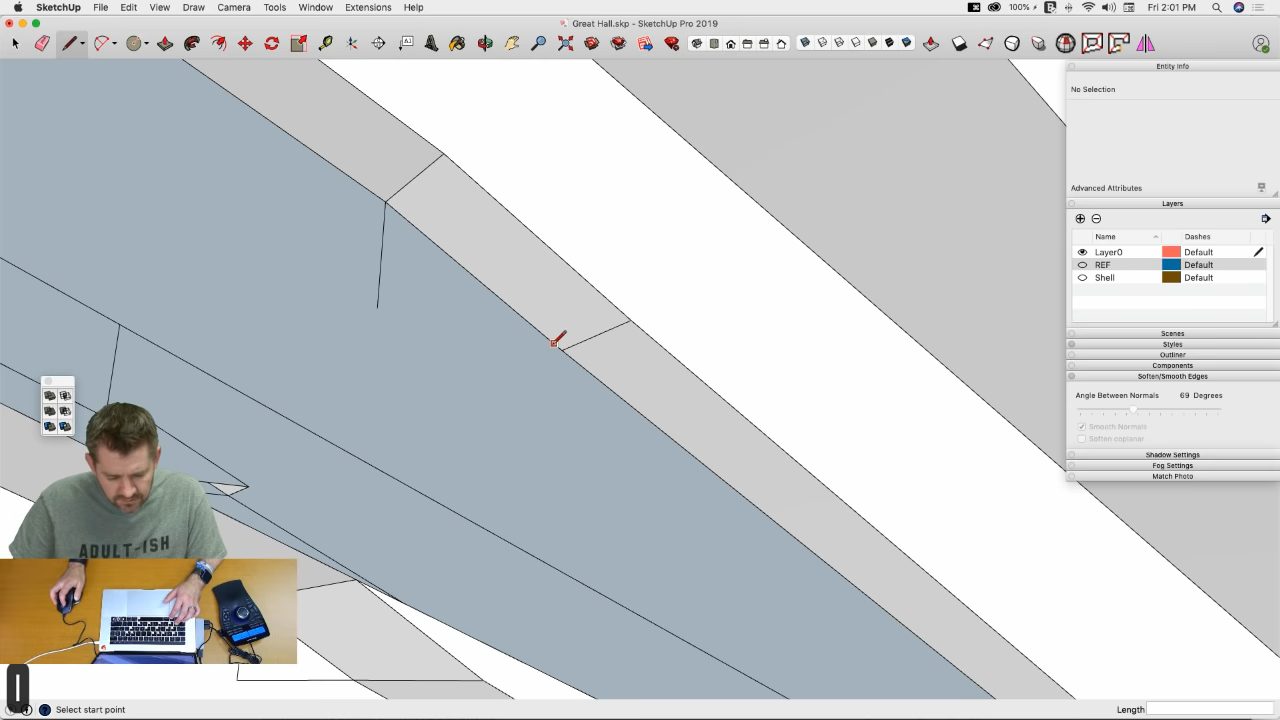 SketchUp File Edit View Draw Camera Tools Window Extensions Help
100% Fri 2:01 PM
Great Hall.skp - SketchUp Pro 2019
Entity Info
No Selection
Advanced Attributes
Layers
Name Dashes
Layer0 Default
REF Default
Shell Default
Scenes
Styles
Outliner
Components
Soften/Smooth Edges
Angle Between Normals 69 Degrees
Smooth Normals
Soften coplanar
Shadow Settings
Fog Settings
Match Photo
ADULT-ISH
Select start point
Length